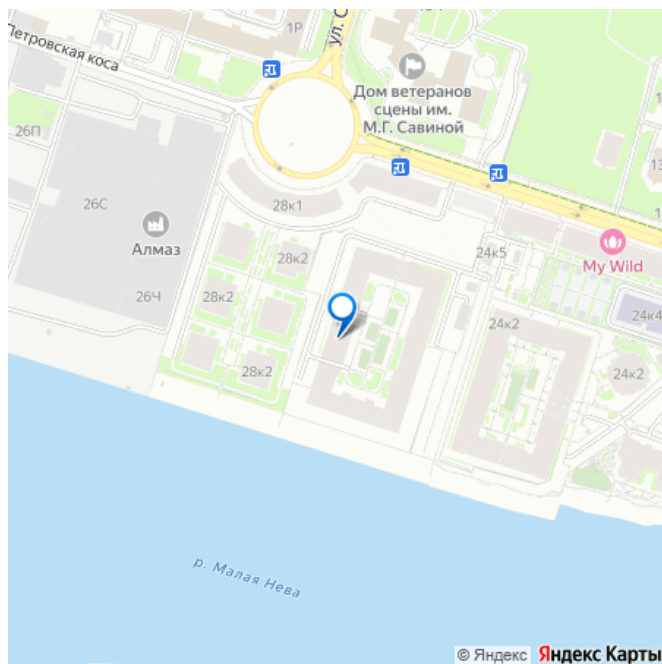 1Р
ул. С
Петровская коса
Дом ветеранов
сцены им.
М.Г. Савиной
26П
26С
28к1
13
Алмаз
28к2
24к5
My Wild
26Ч
28к2
24к2
24к4
28к2
24к2
р. Малая Нева
© Яндекс Яндекс Карты